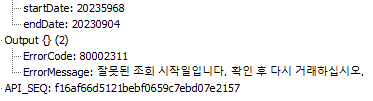 startDate: 20235968
endDate: 20230904
Output {} (2)
ErrorCode: 80002311
ErrorMessage: 잘못된 조회 시작일입니다. 확인 후 다시 거래하십시오.
API_SEQ: f16af66d5121bebf0659c7ebd07e2157